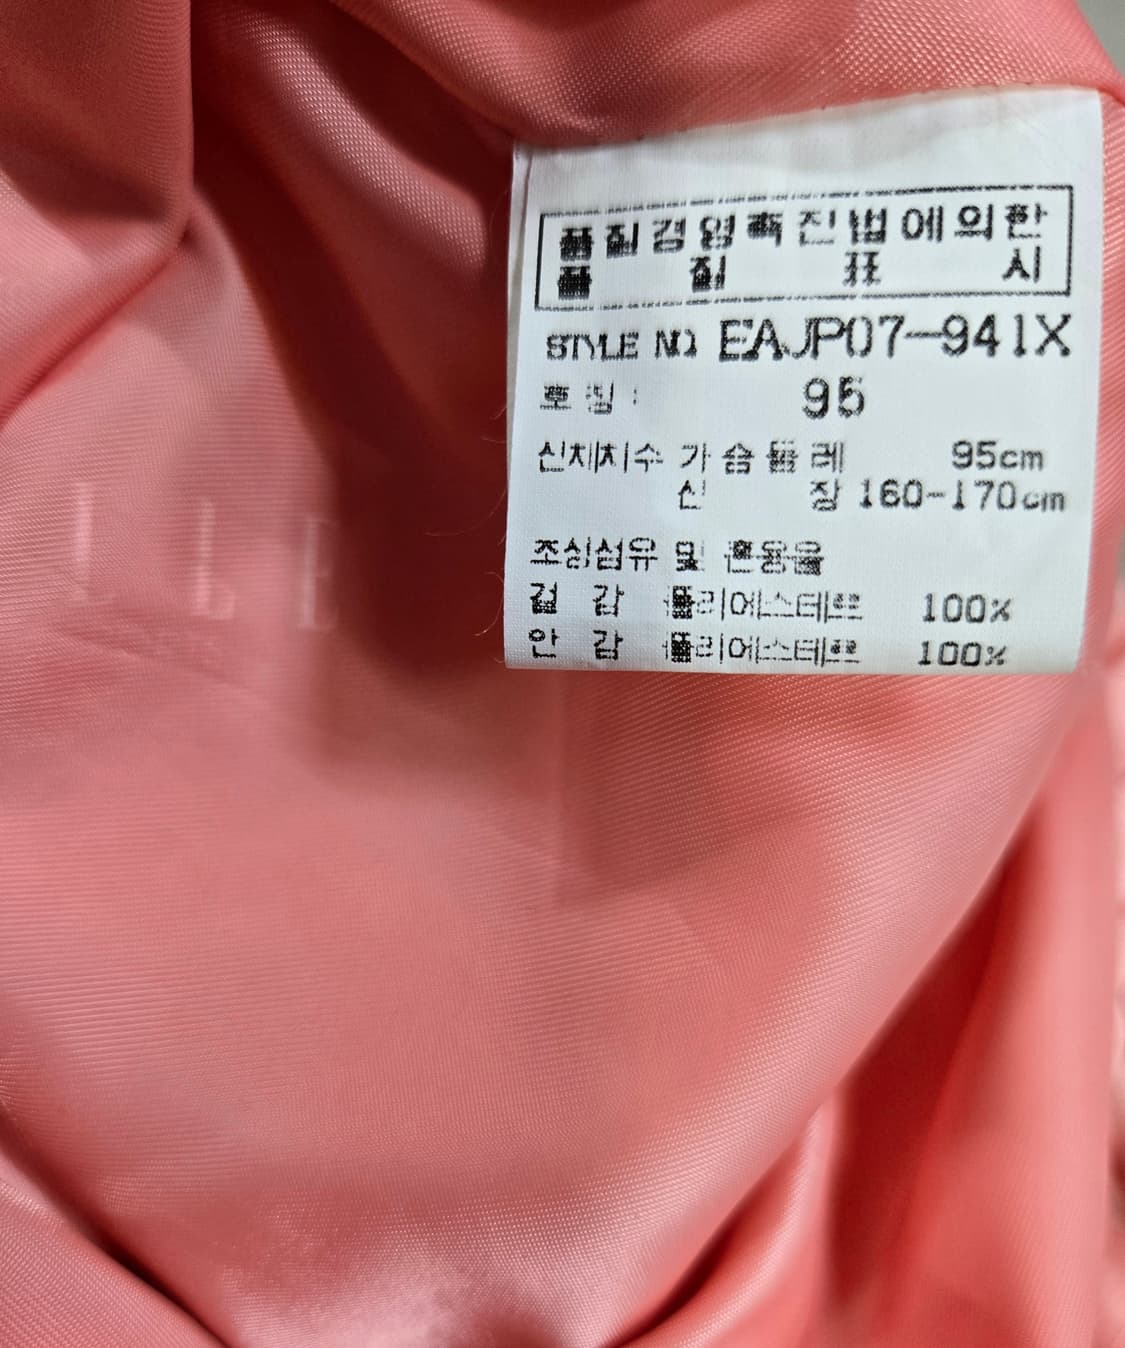 품질경영촉진법에의한
품질표시
STYLE NO EAJP07-941X
호칭: 95
신체치수 가슴둘레 95cm
신장 160-170cm
조성섬유 및 혼용율
겉감 폴리에스테르 100%
안감 폴리에스테르 100%
LLE